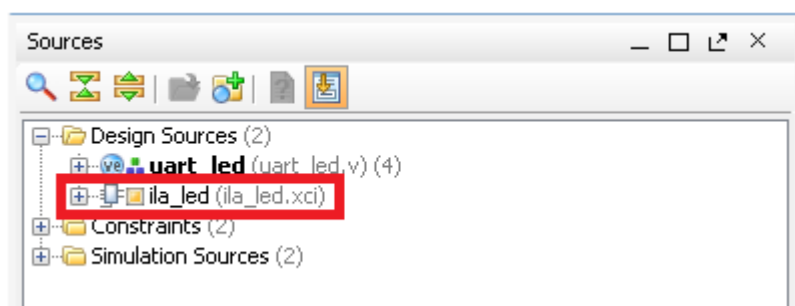 Sources
Design Sources (2)
uart_led (uart_led.v) (4)
ila_led (ila_led.xci)
Constraints (2)
Simulation Sources (2)